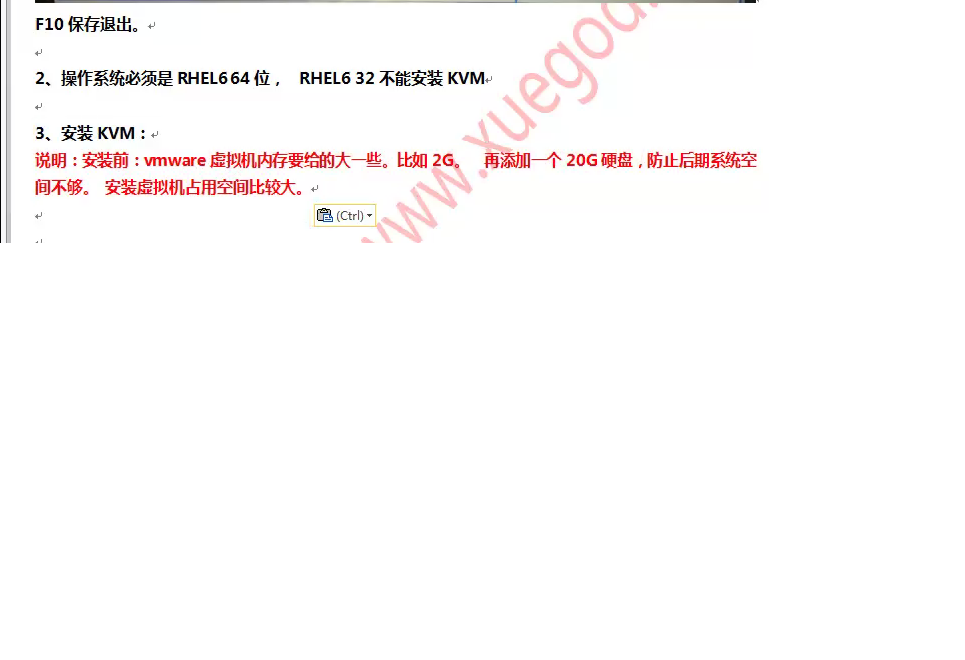 F10 保存退出。
2、操作系统必须是 RHEL6 64 位， RHEL6 32 不能安装 KVM
3、安装 KVM：
说明：安装前：vmware 虚拟机内存要给的大一些。比如 2G。 再添加一个 20G 硬盘，防止后期系统空
间不够。 安装虚拟机占用空间比较大。
(Ctrl)
www.xuegod.